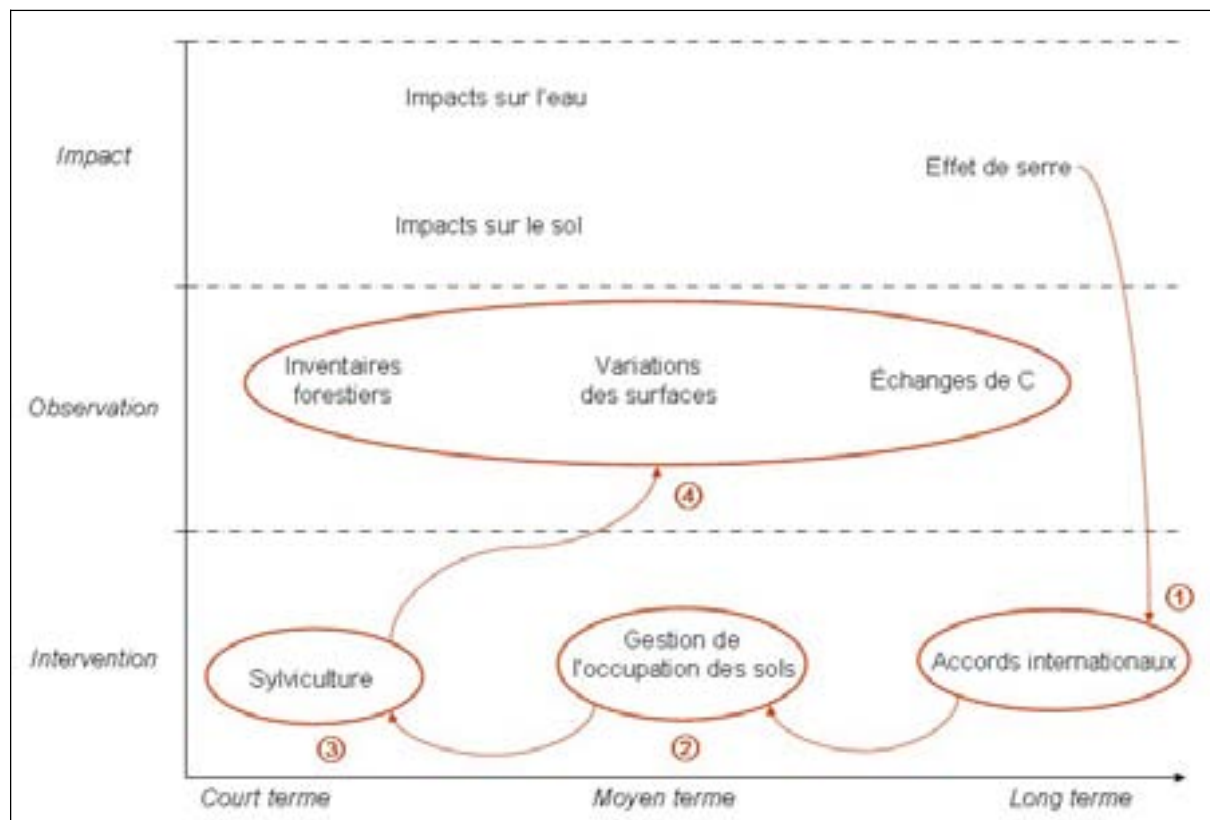 Impact
Impacts sur l'eau
Effet de serre
Impacts sur le sol
Observation
Inventaires
forestiers
Variations
des surfaces
Échanges de C
④
Intervention
①
Sylviculture
Gestion de
l'occupation des sols
Accords internationaux
③
②
Court terme
Moyen terme
Long terme